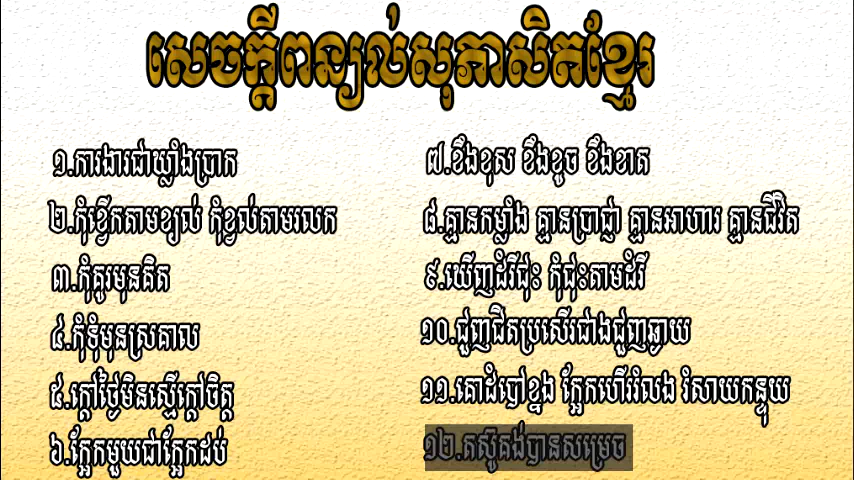 សេចក្ដីពន្យល់សុភាសិតខ្មែរ
១.ការងារជាឃ្លាំងប្រាក
២.កុំខ្វើកតាមខ្យល់ កុំខ្វល់តាមរលក
៣.កុំគូរមុនគិត
៤.កុំទុំមុនស្រគាល
៥.ក្ដៅថ្ងៃមិនស្មើក្ដៅចិត្ត
៦.ក្អែកមួយជាក្អែកដប់
៧.ខឹងខុស ខឹងខូច ខឹងខាត
៨.គ្មានកម្លាំង គ្មានប្រាជ្ញា គ្មានអាហារ គ្មានជីវិត
៩.ឃើញដំរីជុះ កុំជុះតាមដំរី
១០.ជួញជិតប្រសើរជាងជួញឆ្ងាយ
១១.គោដំបៅខ្នង ក្អែកហើររំលង រំសាយកន្ទុយ
១២.តស៊ូគង់បានសម្រេច